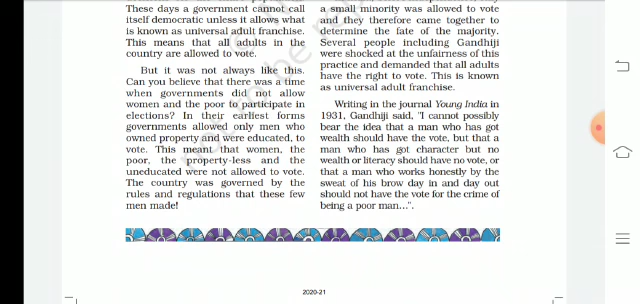 These days a government cannot call
itself democratic unless it allows what
is known as universal adult franchise.
This means that all adults in the
country are allowed to vote.
But it was not always like this.
Can you believe that there was a time
when governments did not allow
women and the poor to participate in
elections? In their earliest forms
governments allowed only men who
owned property and were educated, to
vote. This meant that women, the
poor, the property-less and the
uneducated were not allowed to vote.
The country was governed by the
rules and regulations that these few
men made!
a small minority was allowed to vote
and they therefore came together to
determine the fate of the majority.
Several people including Gandhiji
were shocked at the unfairness of this
practice and demanded that all adults
have the right to vote. This is known
as universal adult franchise.
Writing in the journal Young India in
1931, Gandhiji said, "I cannot possibly
bear the idea that a man who has got
wealth should have the vote, but that a
man who has got character but no
wealth or literacy should have no vote, or
that a man who works honestly by the
sweat of his brow day in and day out
should not have the vote for the crime of
being a poor man...".
2020-21